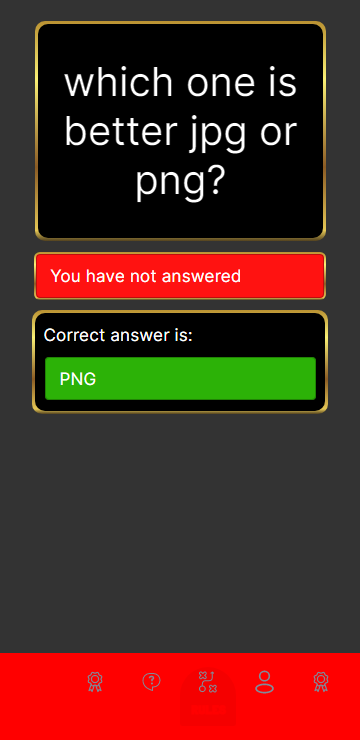 which one is
better jpg or
png?
You have not answered
Correct answer is:
PNG